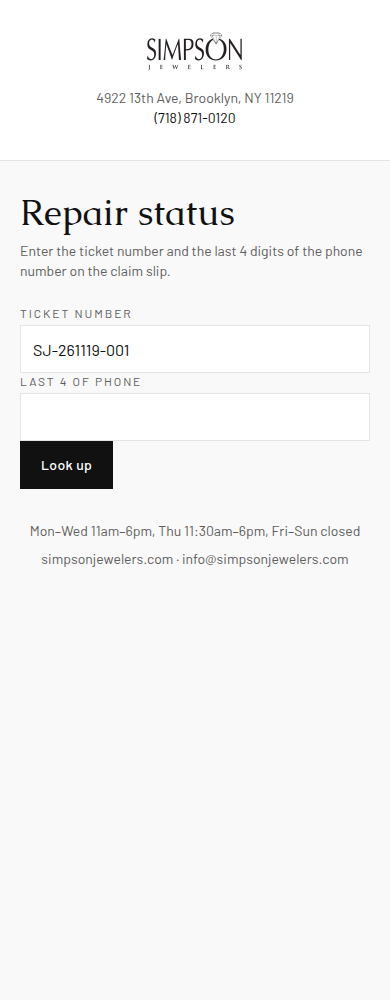 SIMPSON
JEWELERS
4922 13th Ave, Brooklyn, NY 11219
(718) 871-0120
Repair status
Enter the ticket number and the last 4 digits of the phone
number on the claim slip.
TICKET NUMBER
SJ-261119-001
LAST 4 OF PHONE
Look up
Mon–Wed 11am–6pm, Thu 11:30am–6pm, Fri–Sun closed
simpsonjewelers.com · info@simpsonjewelers.com